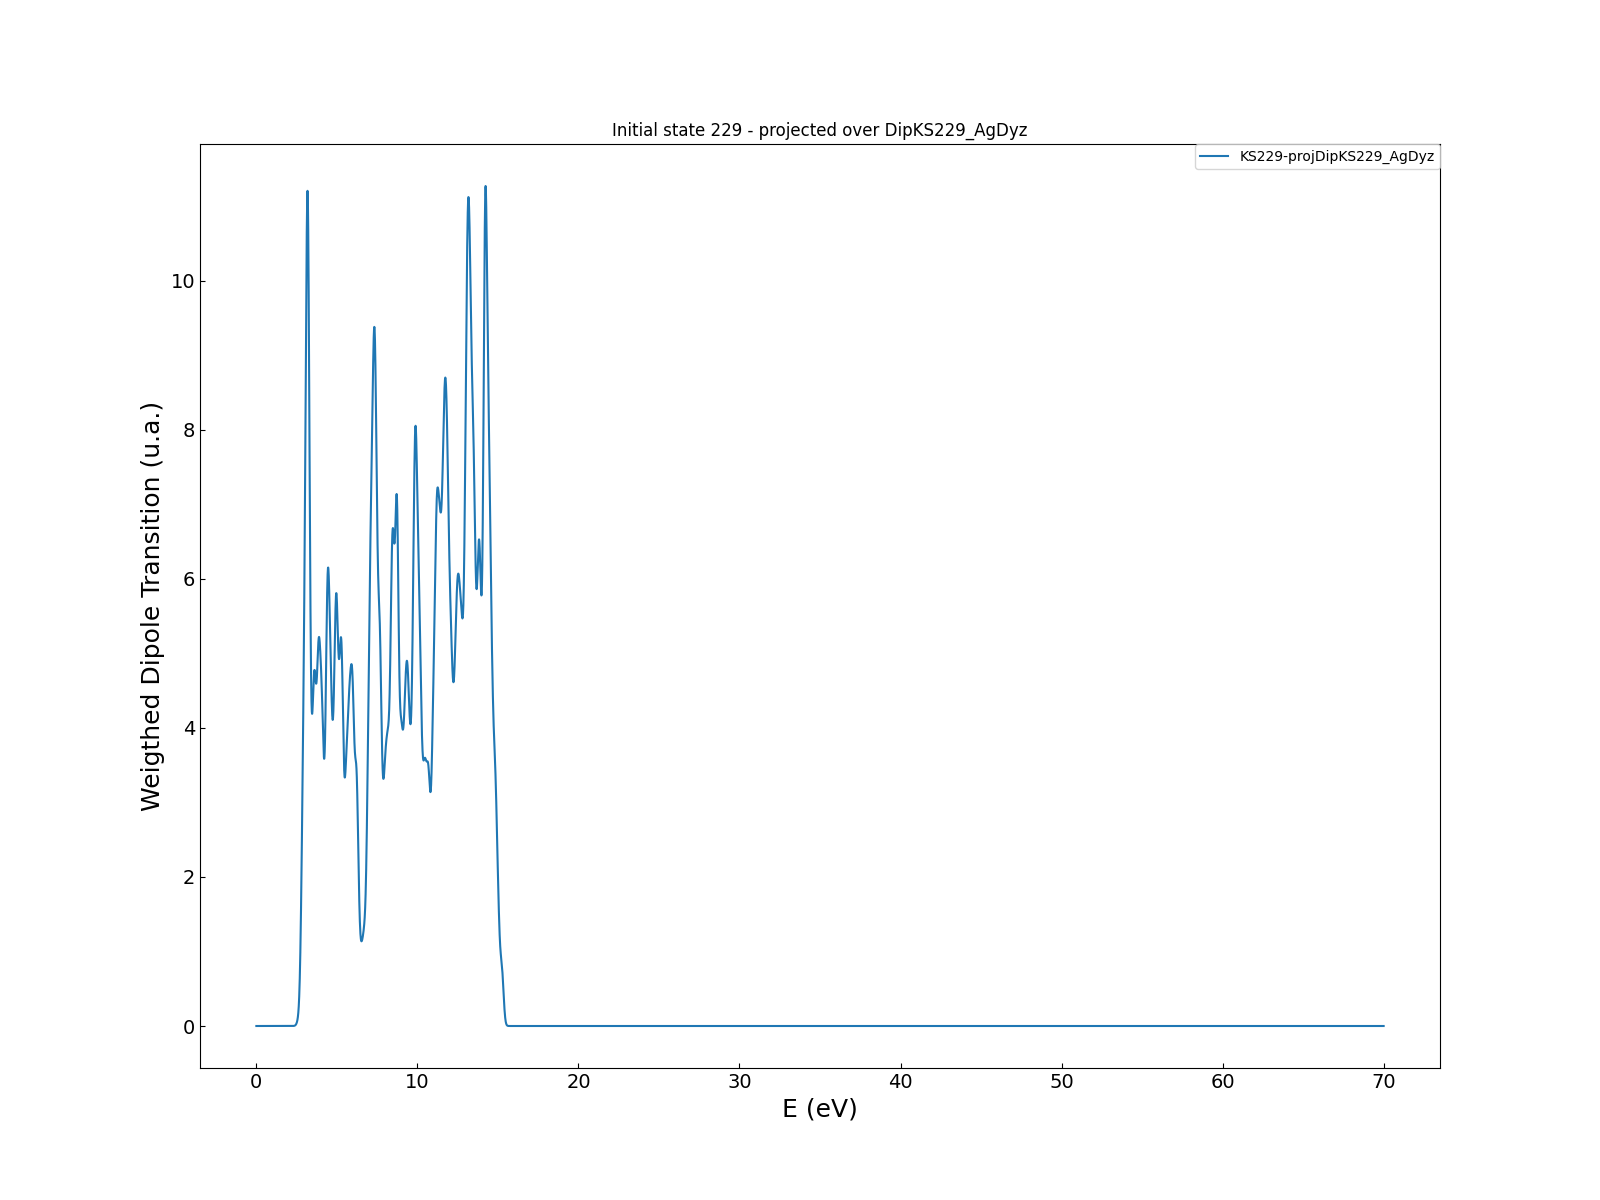 Initial state 229 - projected over DipKS229_AgDyz
KS229-projDipKS229_AgDyz
Weigthed Dipole Transition (u.a.)
10
8
6
4
2
0
0 10 20 30 40 50 60 70
E (eV)